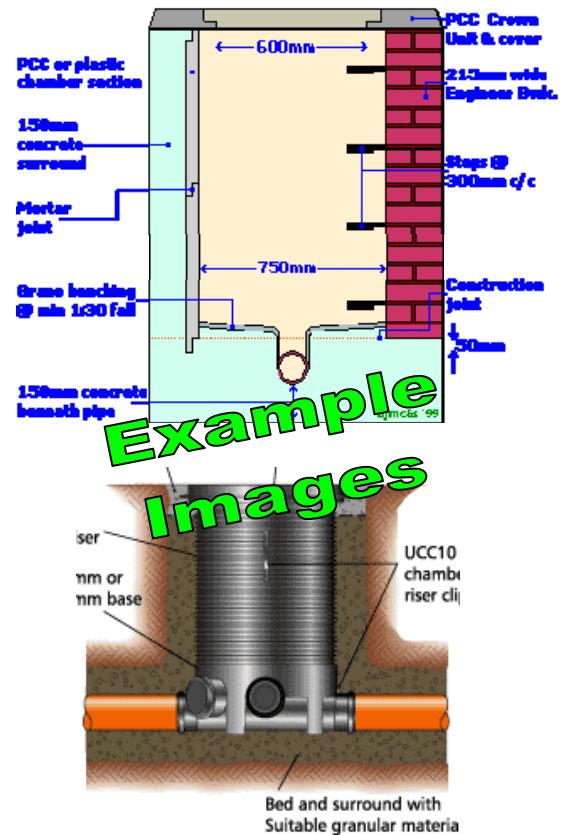 PCC Crown
Unit & cover
600mm
PCC or plastic
chamber section
215mm wide
Engineer Bwk.
150mm
concrete
surround
Steps @
300mm c/c
Mortar
joint
750mm
Grano benching
@ min 1:30 fall
Construction
joint
50mm
150mm concrete
beneath pipe
'99
Example
Images
iser
UCC10
chambe
riser cli
mm or
mm base
Bed and surround with
Suitable granular materia